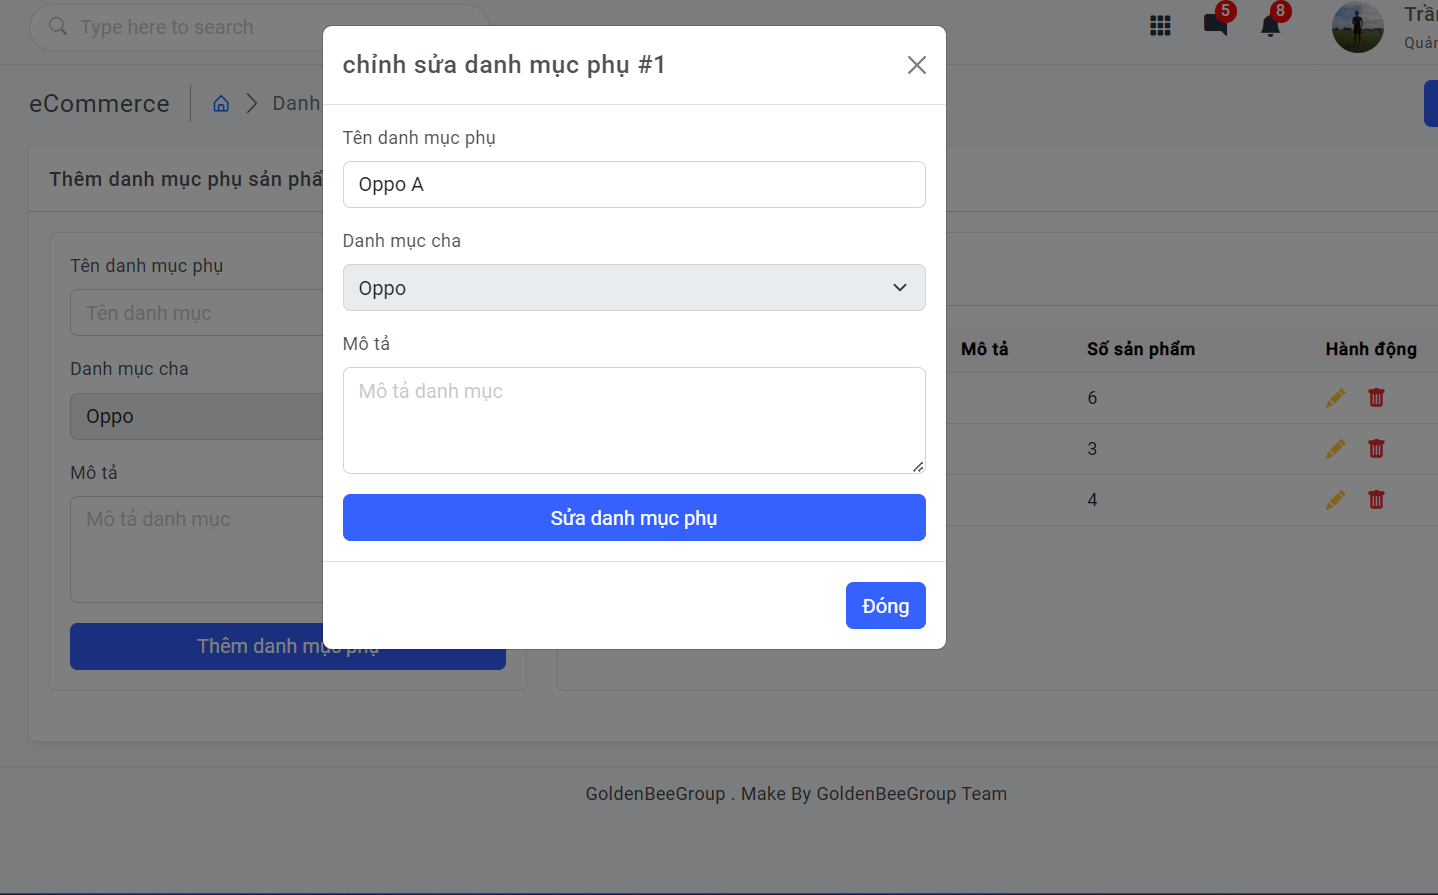 Type here to search
5
8
Trần
Quản
eCommerce
Danh
chỉnh sửa danh mục phụ #1
Tên danh mục phụ
Oppo A
Danh mục cha
Oppo
Mô tả
Mô tả danh mục
Sửa danh mục phụ
Đóng
Thêm danh mục phụ sản phẩ
Tên danh mục phụ
Tên danh mục
Danh mục cha
Oppo
Mô tả
Mô tả danh mục
Thêm danh mục phụ
Mô tả Số sản phẩm Hành động
6
3
4
GoldenBeeGroup . Make By GoldenBeeGroup Team